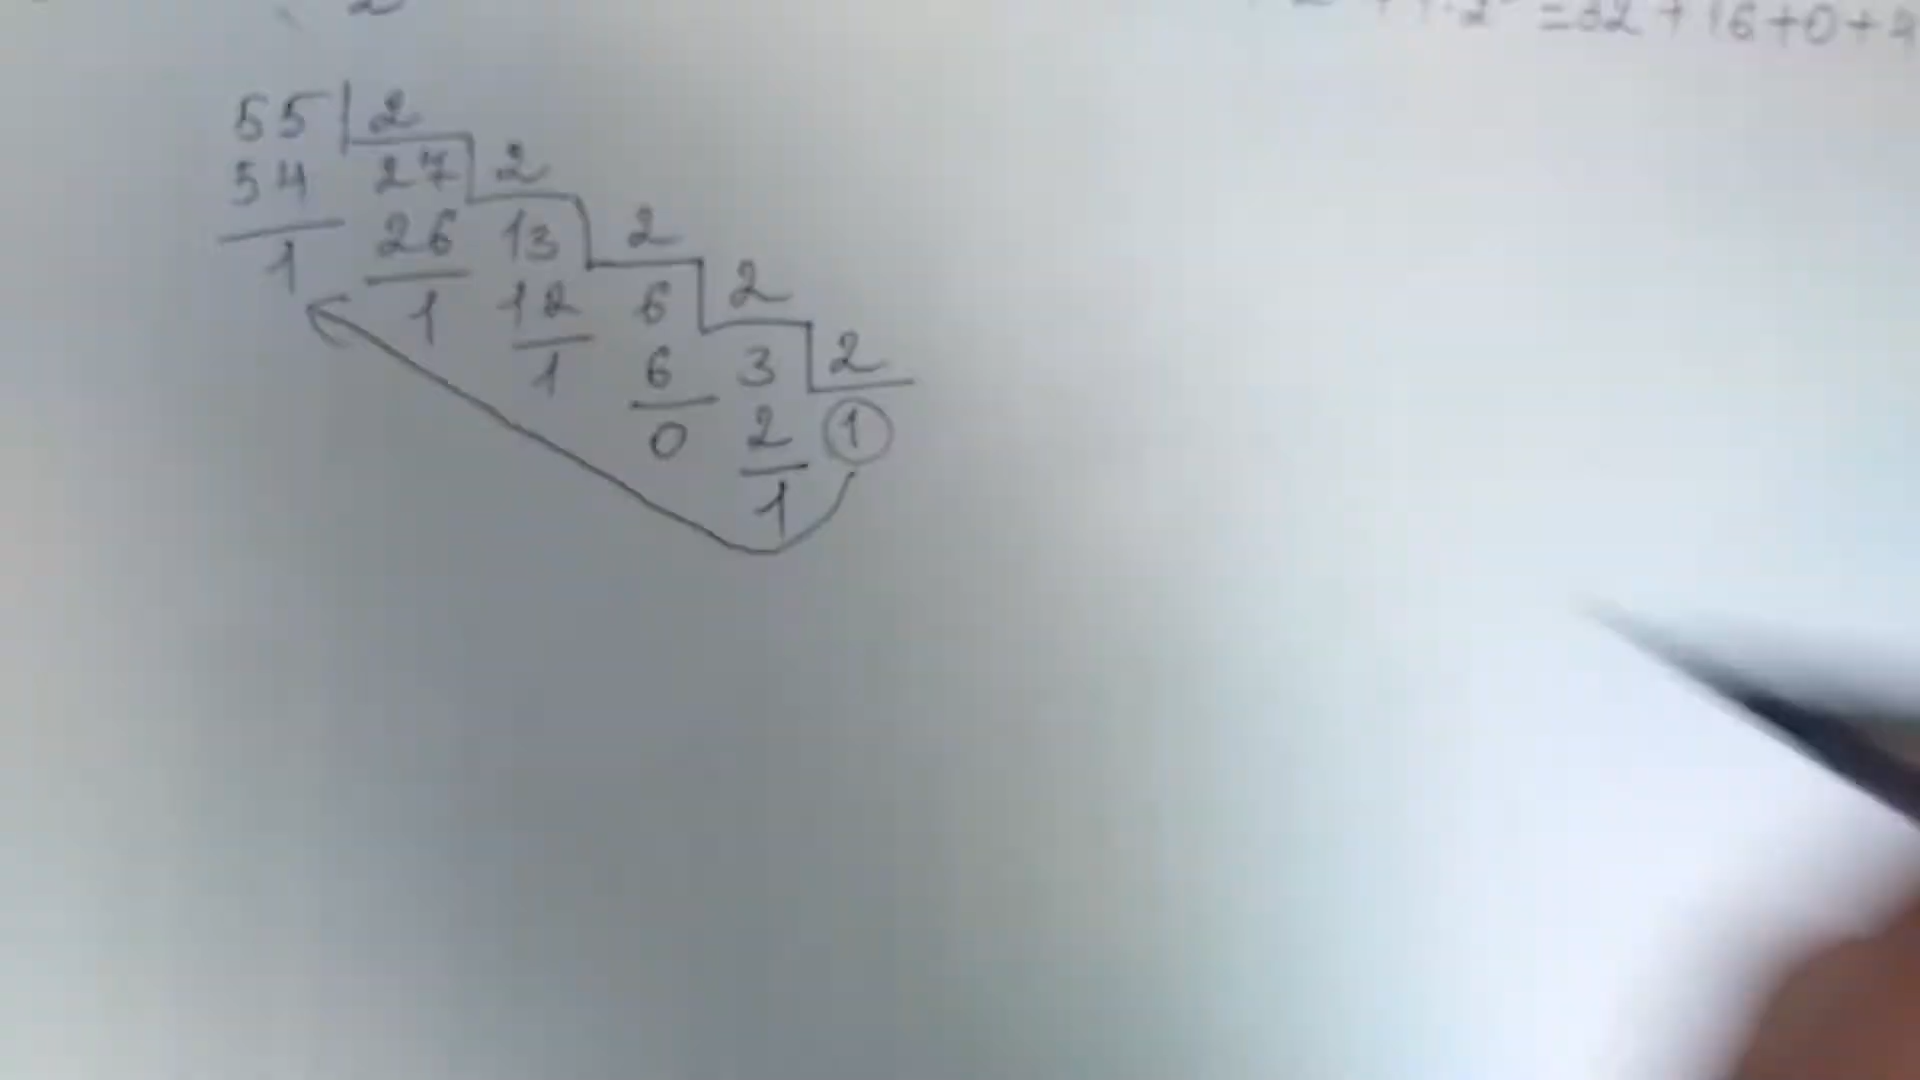 =32+16+0+4
55 2
54 27 2
1 26 13 2
1 12 6 2
1 6 3 2
0 2 1
1